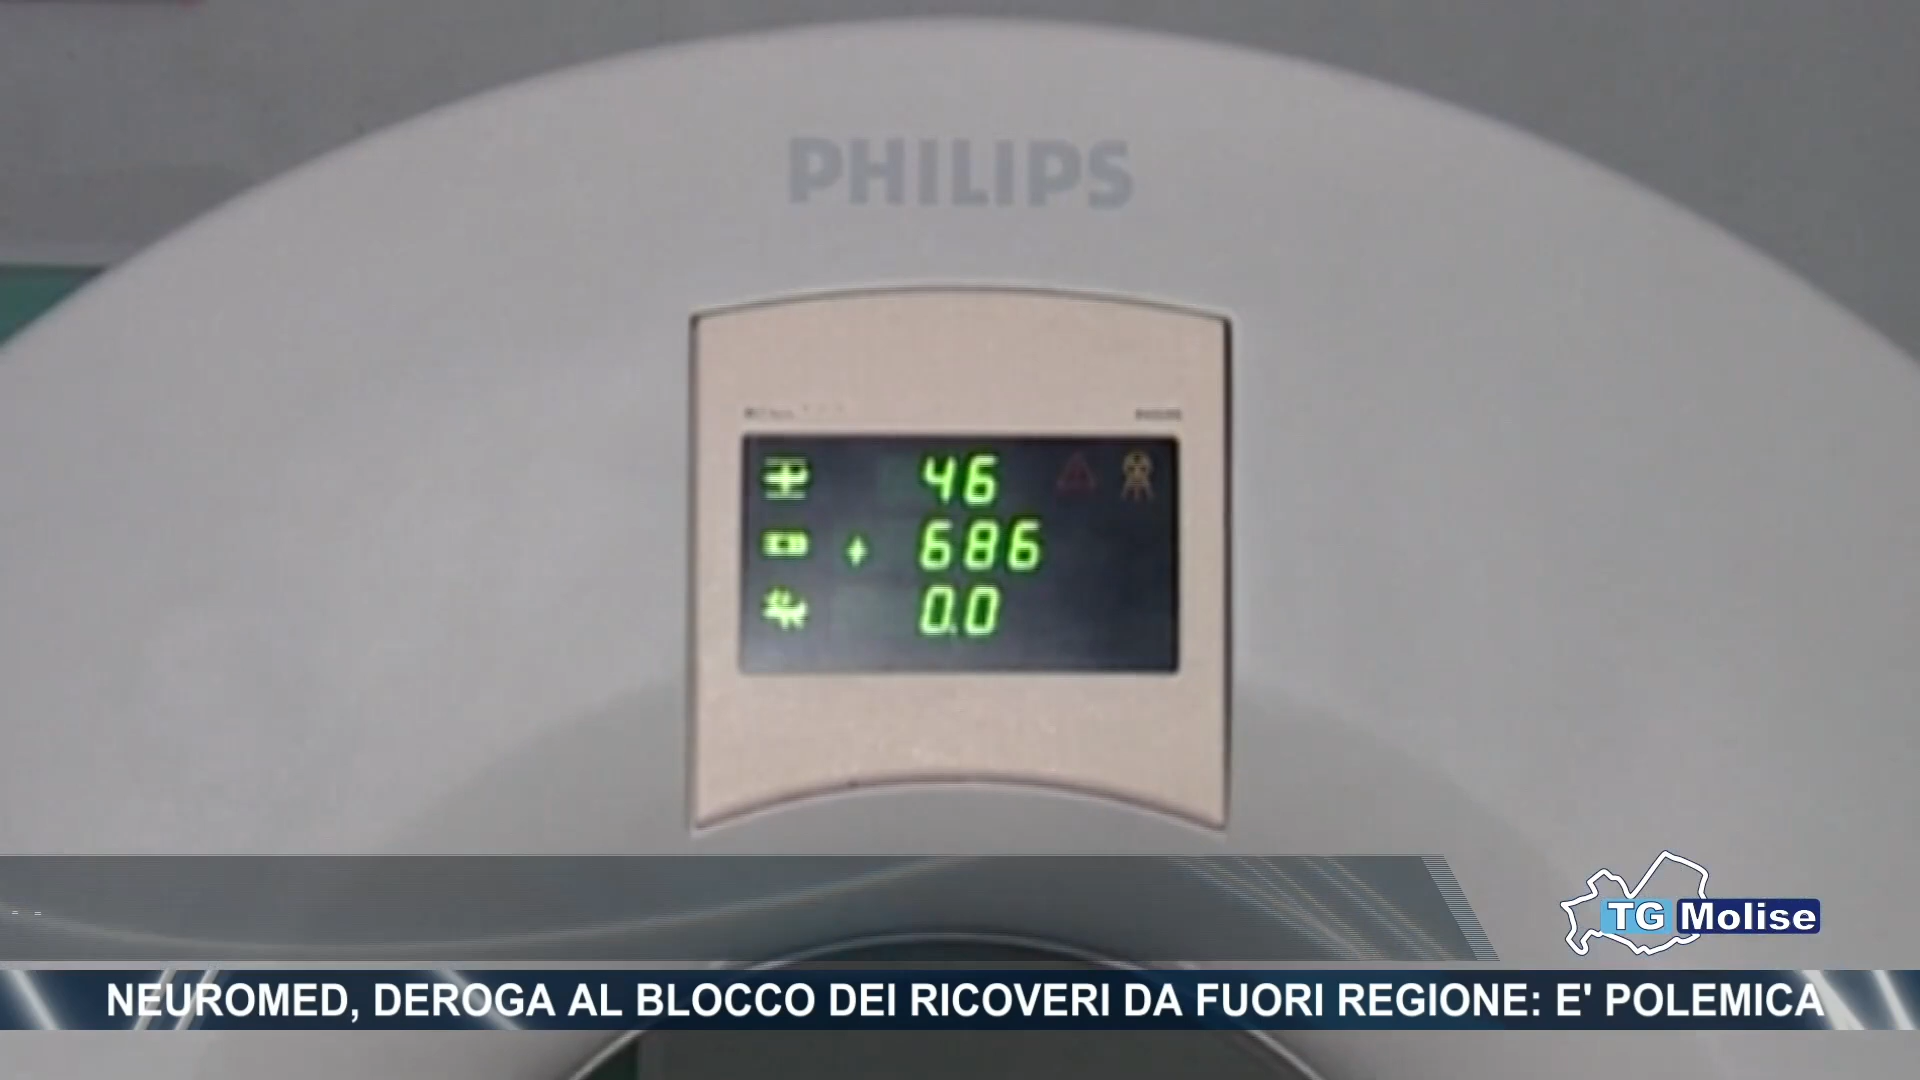 PHILIPS
46
686
0.0
TG Molise
NEUROMED, DEROGA AL BLOCCO DEI RICOVERI DA FUORI REGIONE: E' POLEMICA